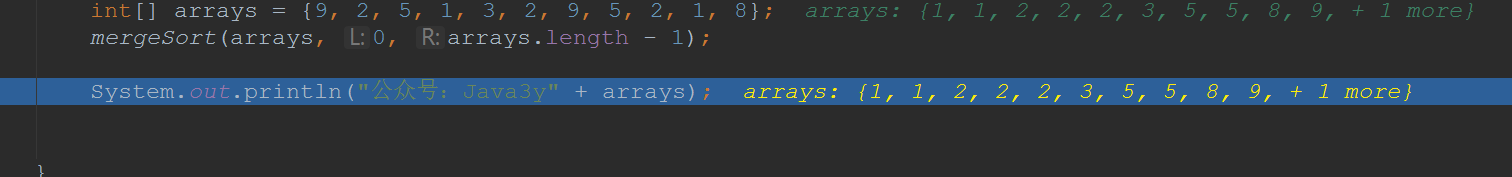 int[] arrays = {9, 2, 5, 1, 3, 2, 9, 5, 2, 1, 8};  arrays: {1, 1, 2, 2, 2, 3, 5, 5, 8, 9, + 1 more}
mergeSort(arrays, L: 0, R: arrays.length - 1);
System.out.println("公众号：Java3y" + arrays);  arrays: {1, 1, 2, 2, 2, 3, 5, 5, 8, 9, + 1 more}
}